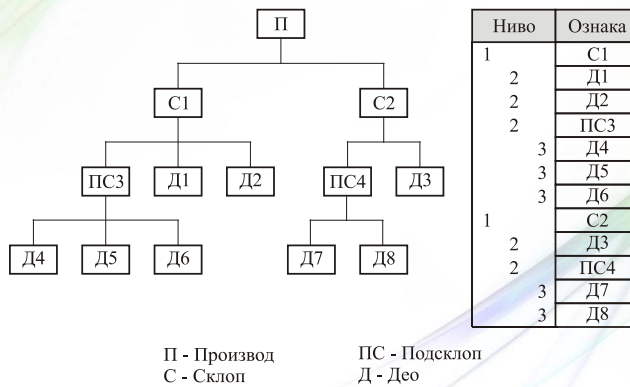 П
С1 С2
ПС3 Д1 Д2 ПС4 Д3
Д4 Д5 Д6 Д7 Д8
Ниво Ознака
1 С1
2 Д1
2 Д2
2 ПС3
3 Д4
3 Д5
3 Д6
1 С2
2 Д3
2 ПС4
3 Д7
3 Д8
П - Производ
С - Склоп
ПС - Подсклоп
Д - Део